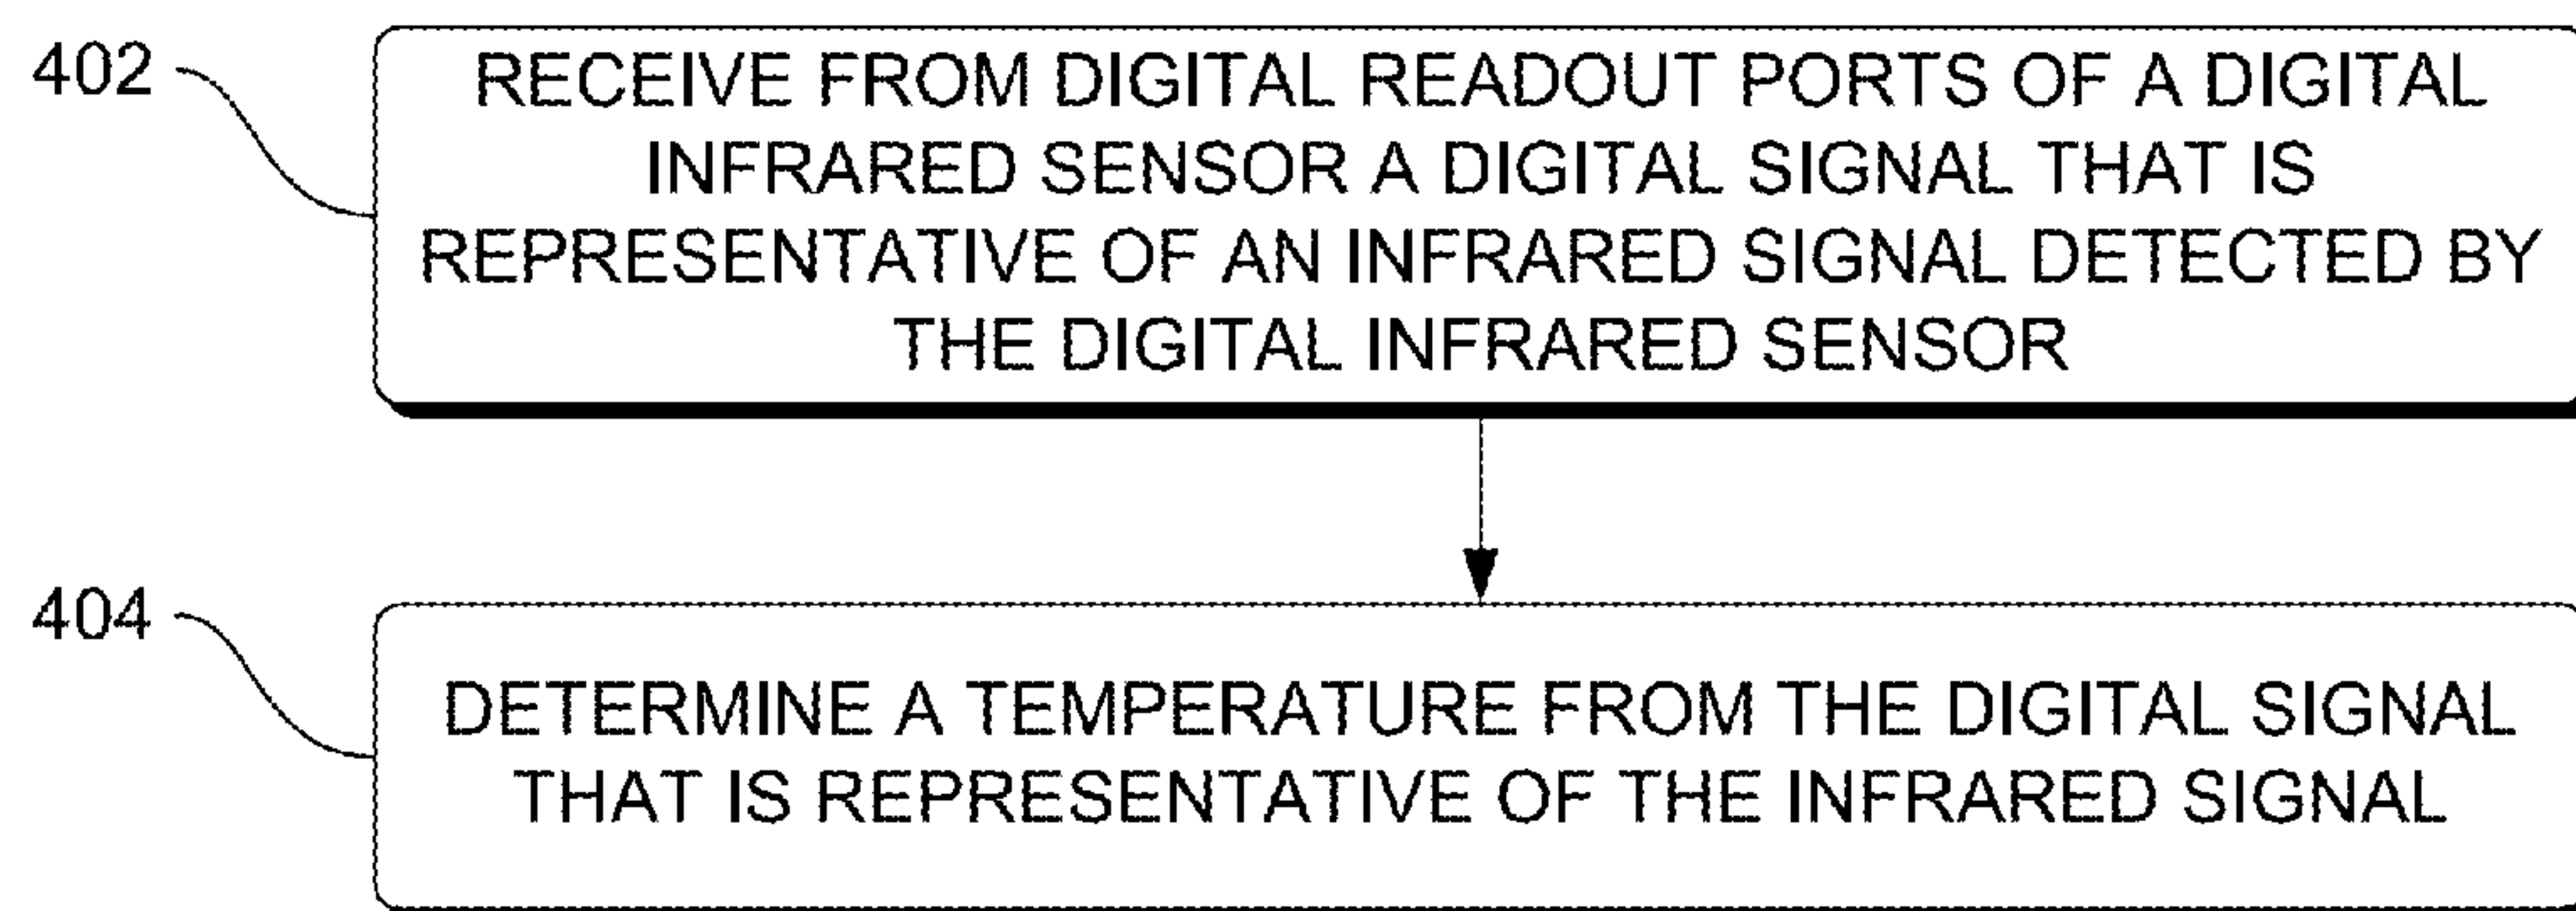 402
RECEIVE FROM DIGITAL READOUT PORTS OF A DIGITAL
INFRARED SENSOR A DIGITAL SIGNAL THAT IS
REPRESENTATIVE OF AN INFRARED SIGNAL DETECTED BY
THE DIGITAL INFRARED SENSOR
404
DETERMINE A TEMPERATURE FROM THE DIGITAL SIGNAL
THAT IS REPRESENTATIVE OF THE INFRARED SIGNAL